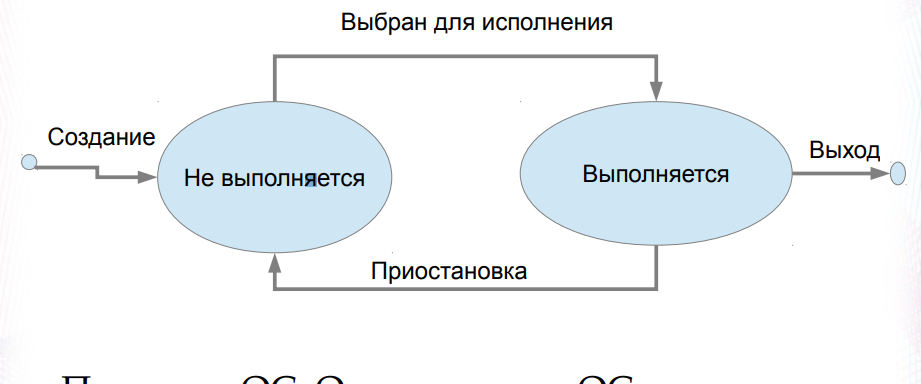 Выбран для исполнения
Создание
Не выполняется
Выполняется
Выход
Приостановка